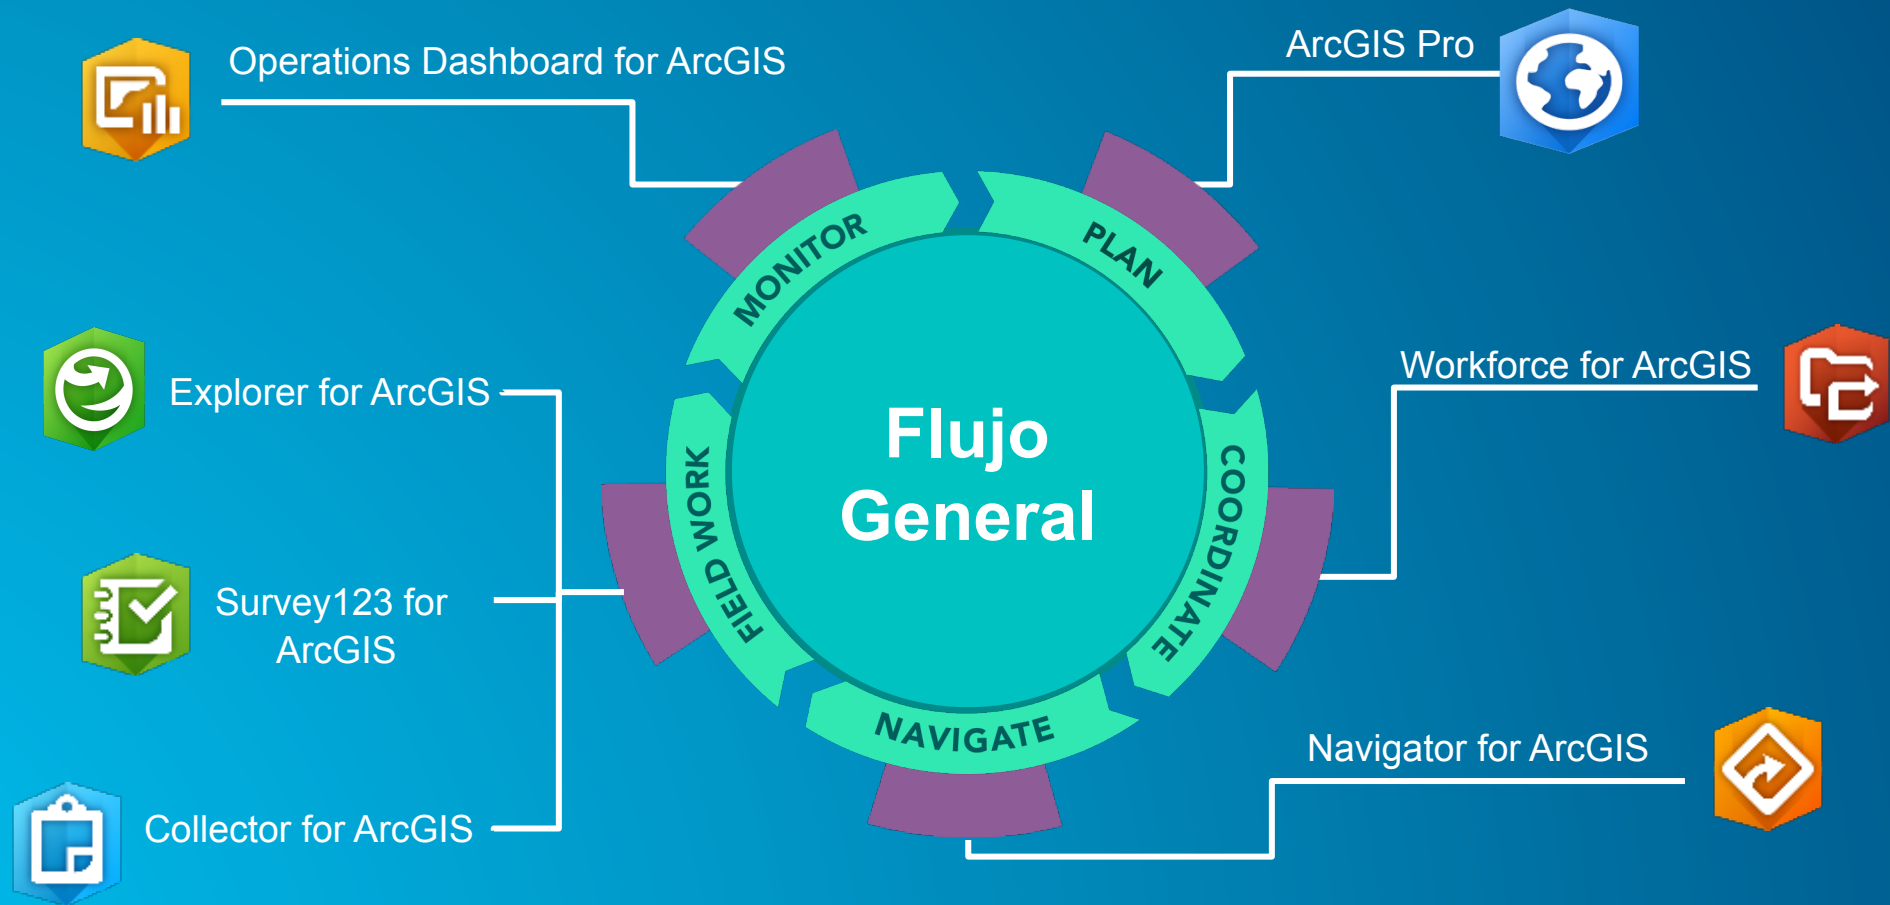 Operations Dashboard for ArcGIS
ArcGIS Pro
MONITOR
PLAN
Explorer for ArcGIS
Workforce for ArcGIS
Flujo
General
FIELD WORK
COORDINATE
Survey123 for
ArcGIS
NAVIGATE
Navigator for ArcGIS
Collector for ArcGIS